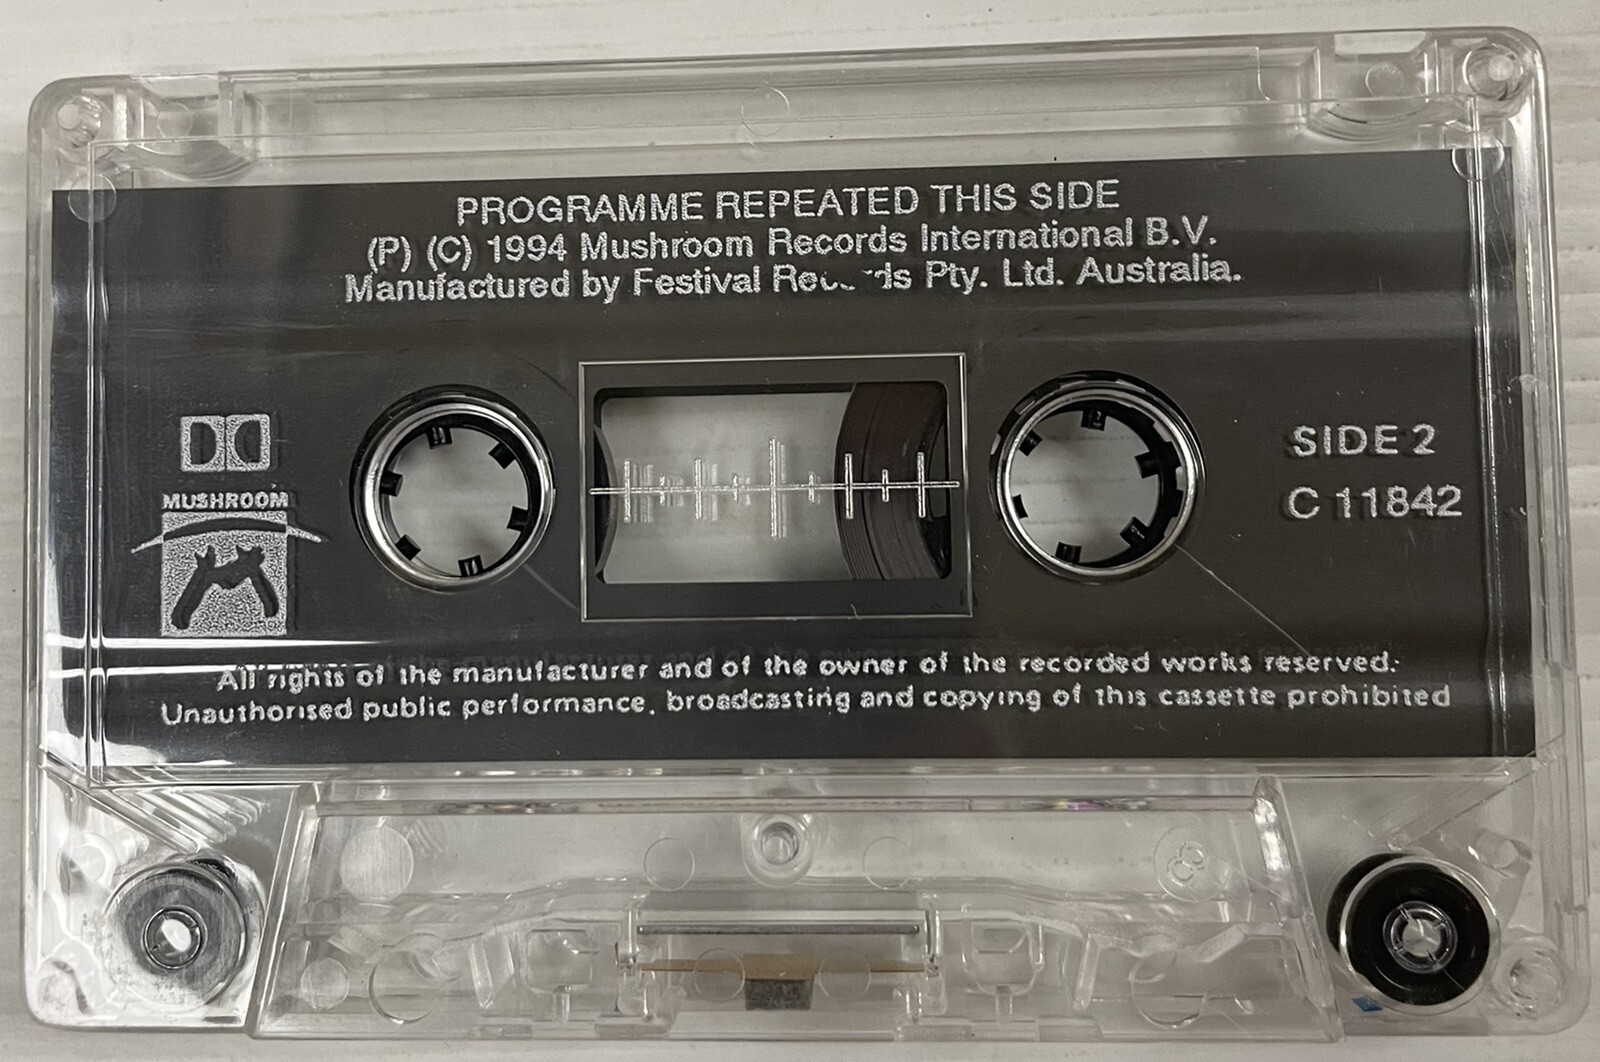 PROGRAMME REPEATED THIS SIDE
(P) (C) 1994 Mushroom Records International B.V.
Manufactured by Festival Pty. Ltd. Australia.
MUSHROOM
SIDE 2
C 11842
All rights of the manufacturer and of the owner of the recorded works reserved.
Unauthorised public performance, broadcasting and copying of this cassette prohibited